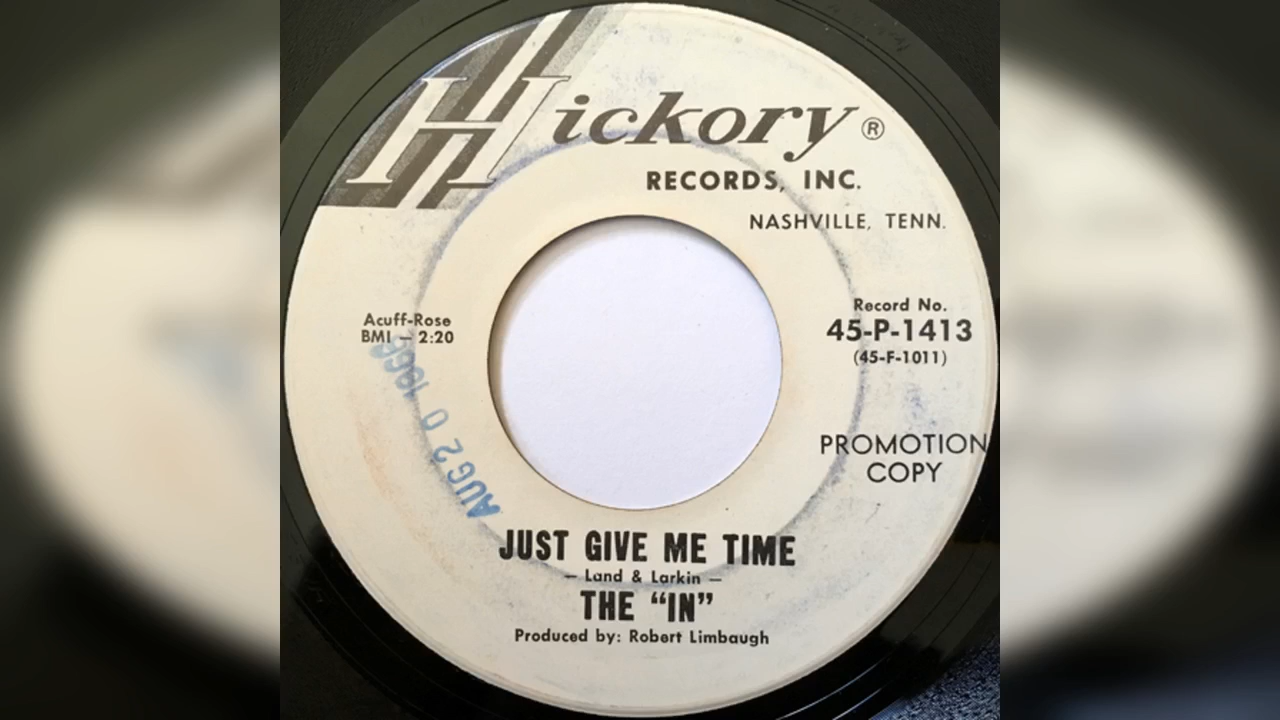 Hickory®
RECORDS, INC.
NASHVILLE, TENN.
Acuff-Rose
BMI – 2:20
Record No.
45-P-1413
(45-F-1011)
AUG 20 1966
PROMOTION
COPY
JUST GIVE ME TIME
– Land & Larkin –
THE “IN”
Produced by: Robert Limbaugh